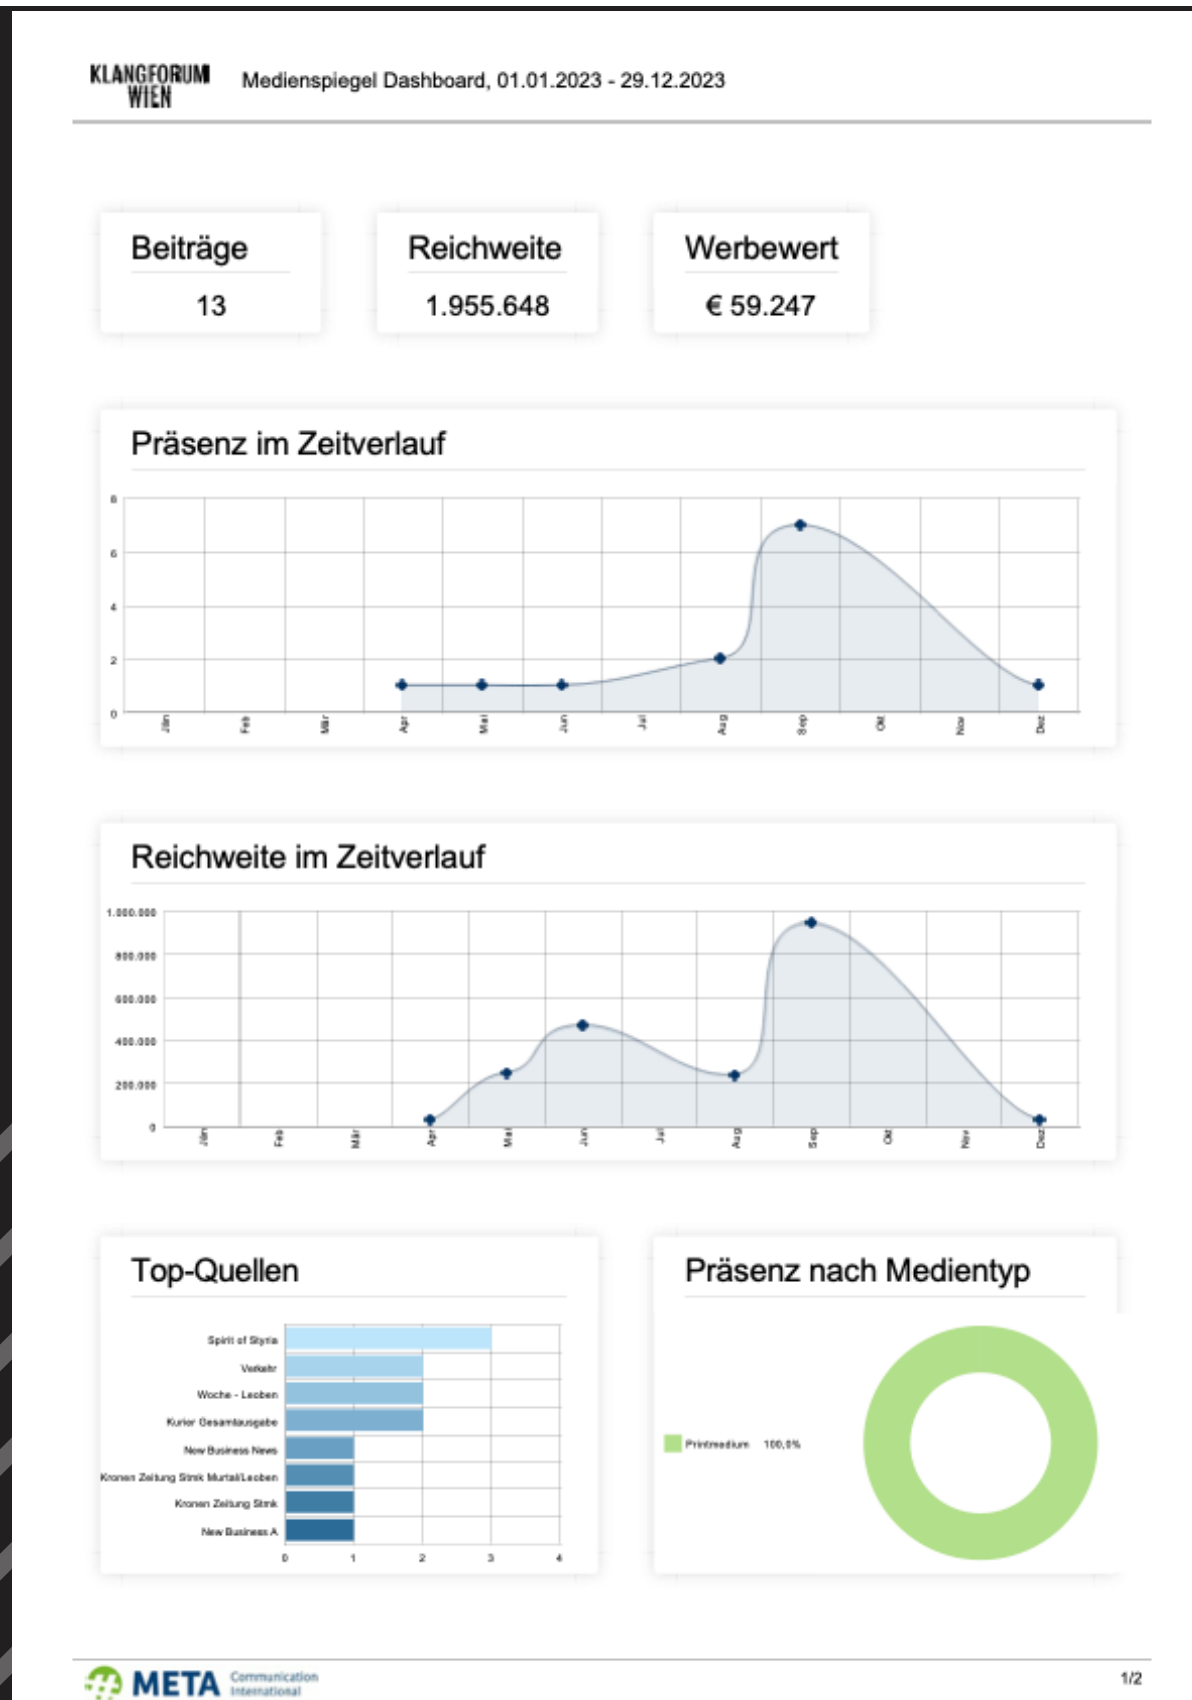 KLANGFORUM
WIEN
Medienspiegel Dashboard, 01.01.2023 - 29.12.2023
Beiträge
13
Reichweite
1.955.648
Werbewert
€ 59.247
Präsenz im Zeitverlauf
8
6
4
2
0
Jän Feb Mär Apr Mai Jun Jul Aug Sep Okt Nov Dez
Reichweite im Zeitverlauf
1.000.000
800.000
600.000
400.000
200.000
0
Jän Feb Mär Apr Mai Jun Jul Aug Sep Okt Nov Dez
Top-Quellen
Spirit of Styria
Verkehr
Woche - Leoben
Kurier Gesamtausgabe
New Business News
Kronen Zeitung Stmk Murtal/Leoben
Kronen Zeitung Stmk
New Business A
0 1 2 3 4
Präsenz nach Medientyp
Printmedium 100,0%
META Communication
International
1/2